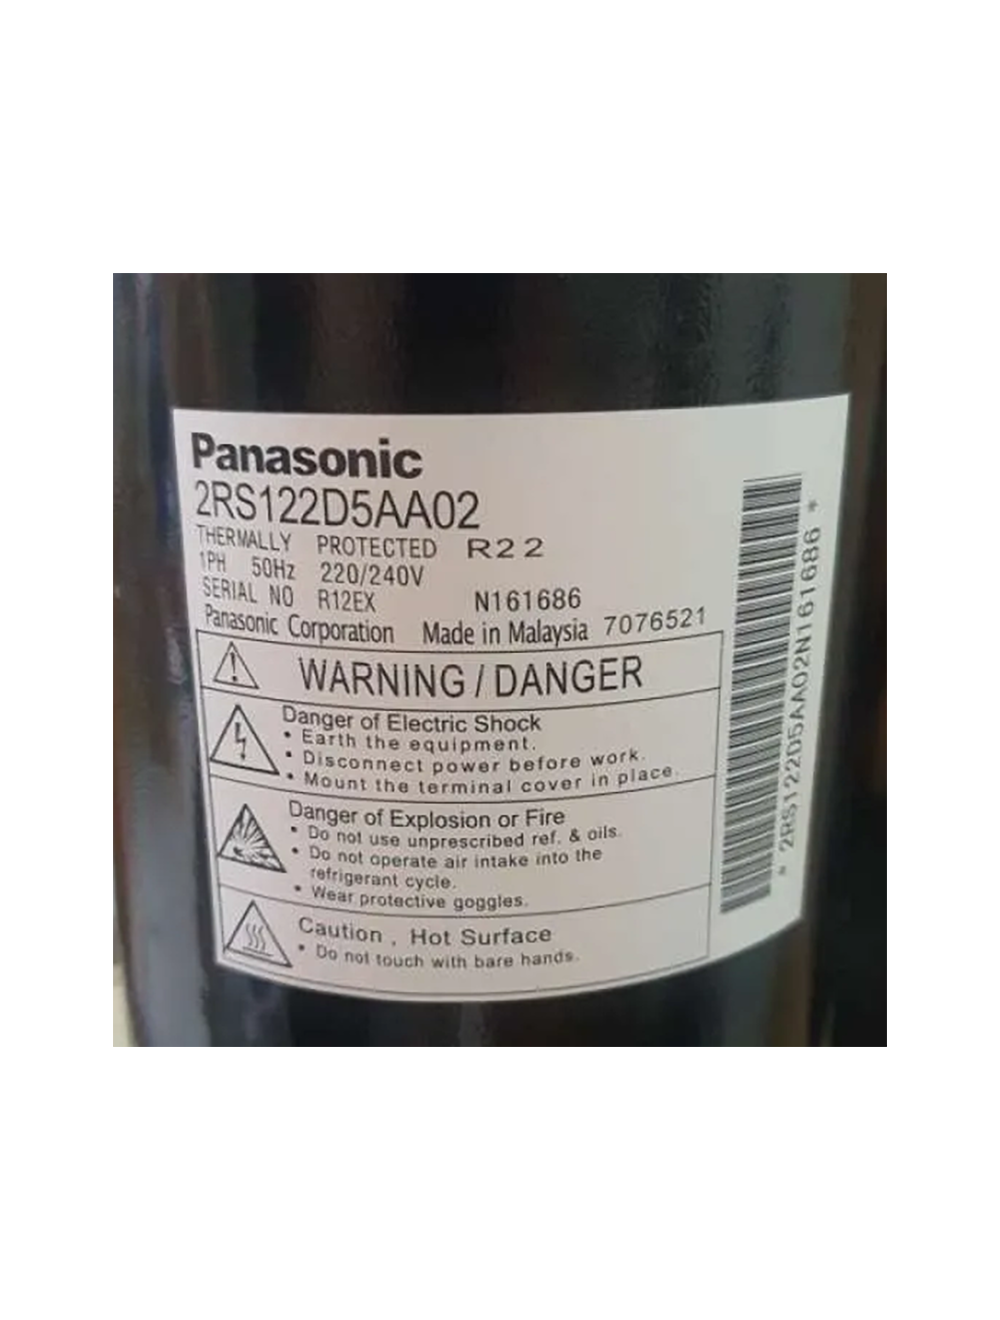 Panasonic
2RS122D5AA02
THERMALLY PROTECTED R22
1PH 50Hz 220/240V
SERIAL NO R12EX N161686
Panasonic Corporation Made in Malaysia 7076521
WARNING / DANGER
Danger of Electric Shock
• Earth the equipment.
• Disconnect power before work.
• Mount the terminal cover in place.
Danger of Explosion or Fire
• Do not use unprescribed ref. & oils.
• Do not operate air intake into the
refrigerant cycle.
• Wear protective goggles.
Caution , Hot Surface
• Do not touch with bare hands.
* 2RS122D5AA02N161686 *